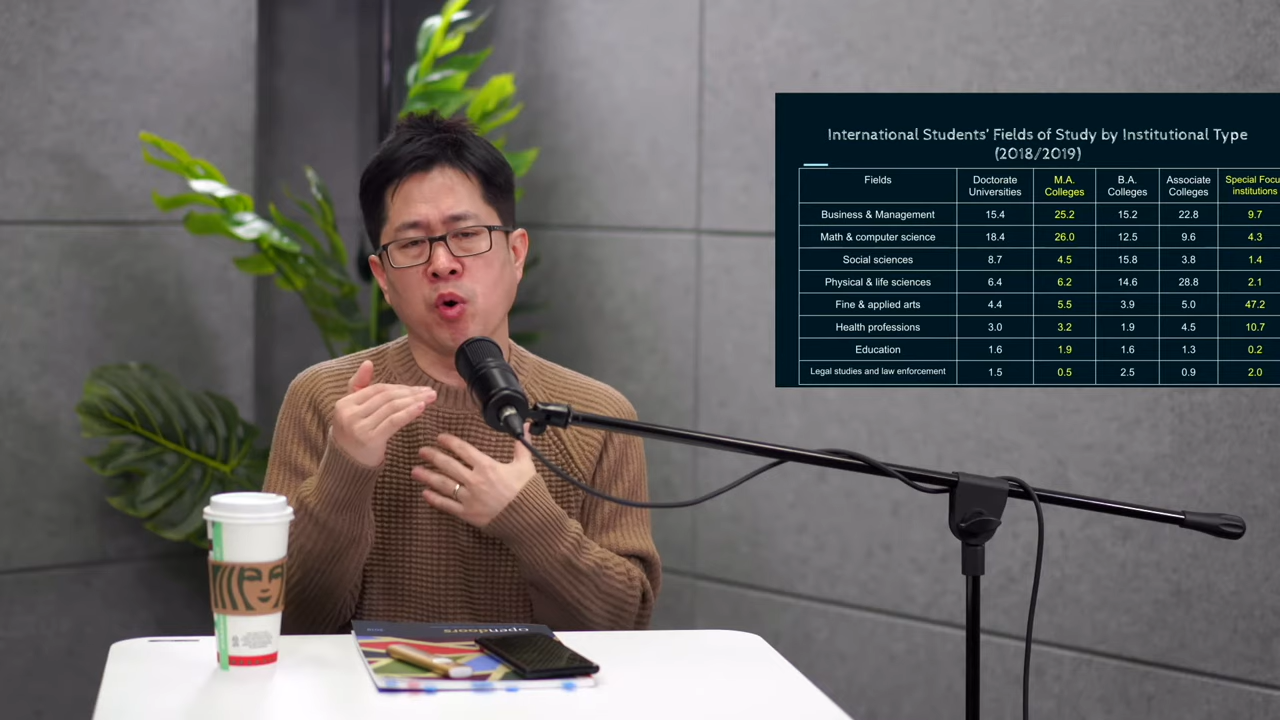 International Students' Fields of Study by Institutional Type
(2018/2019)
Fields Doctorate Universities M.A. Colleges B.A. Colleges Associate Colleges Special Focu institutions
Business & Management 15.4 25.2 15.2 22.8 9.7
Math & computer science 18.4 26.0 12.5 9.6 4.3
Social sciences 8.7 4.5 15.8 3.8 1.4
Physical & life sciences 6.4 6.2 14.6 28.8 2.1
Fine & applied arts 4.4 5.5 3.9 5.0 47.2
Health professions 3.0 3.2 1.9 4.5 10.7
Education 1.6 1.9 1.6 1.3 0.2
Legal studies and law enforcement 1.5 0.5 2.5 0.9 2.0
opendoors